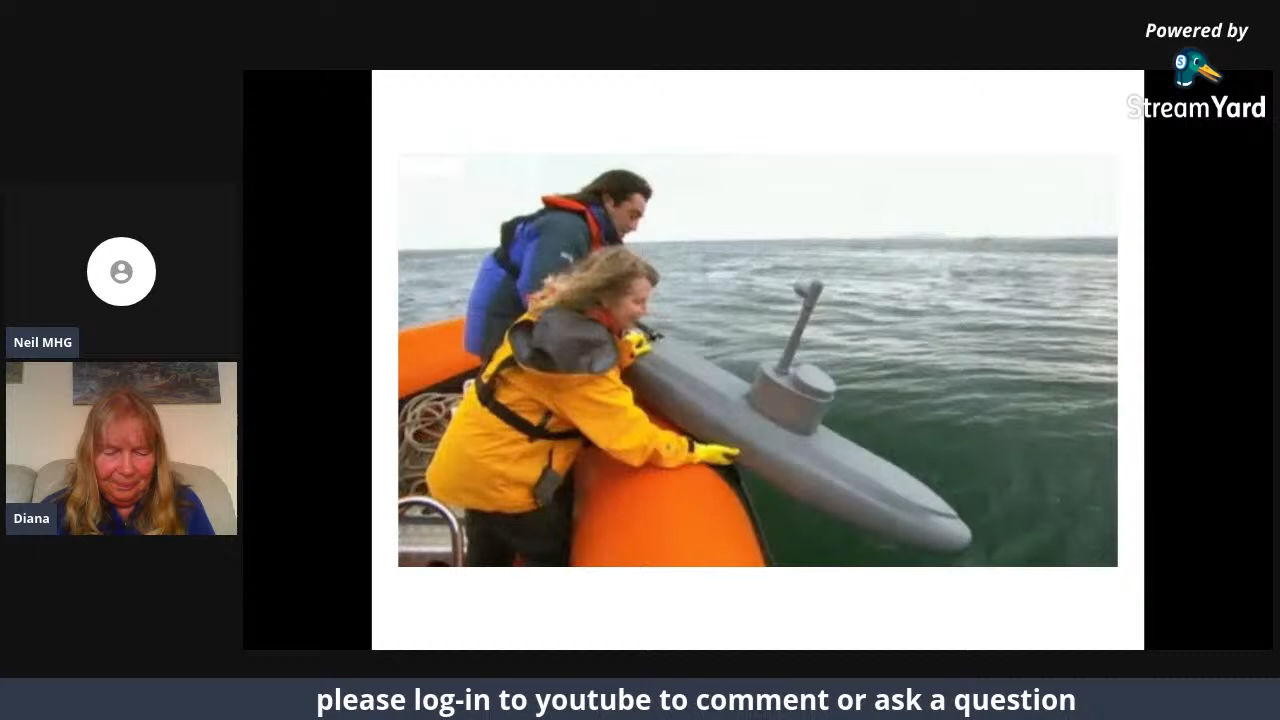 Powered by
StreamYard
Neil MHG
Diana
please log-in to youtube to comment or ask a question